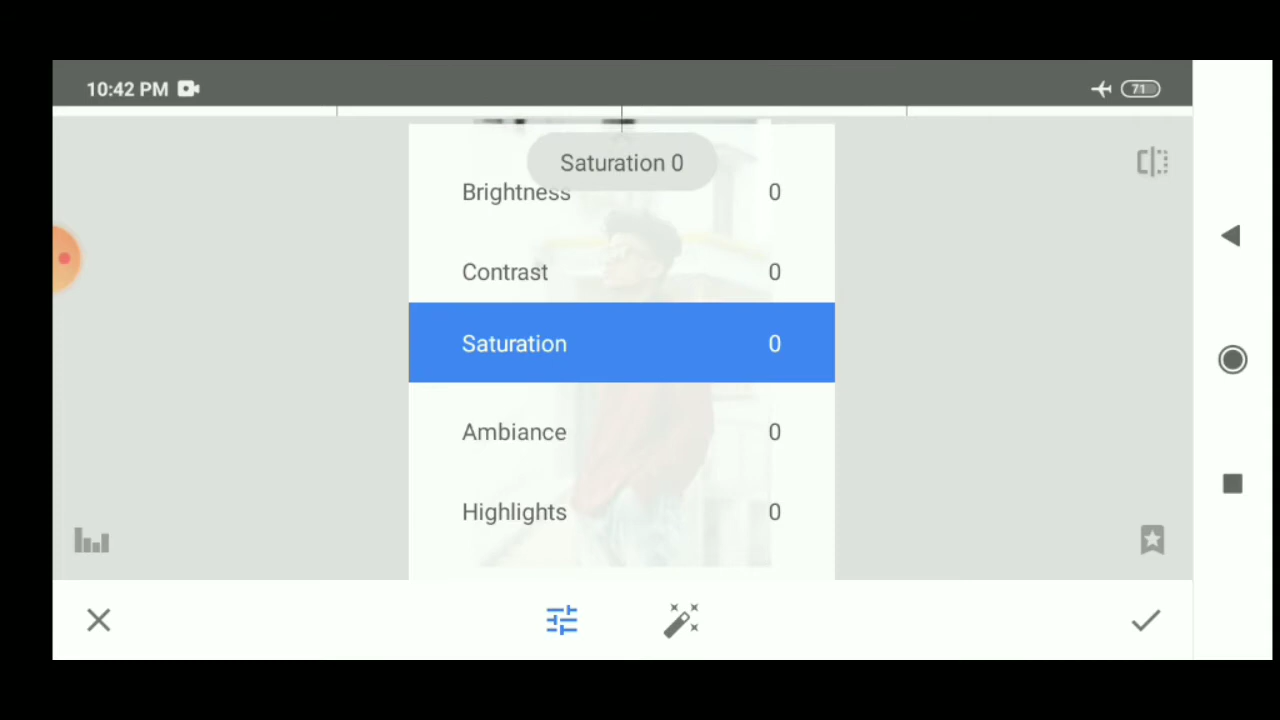 10:42 PM
71
Saturation 0
Brightness 0
Contrast 0
Saturation 0
Ambiance 0
Highlights 0